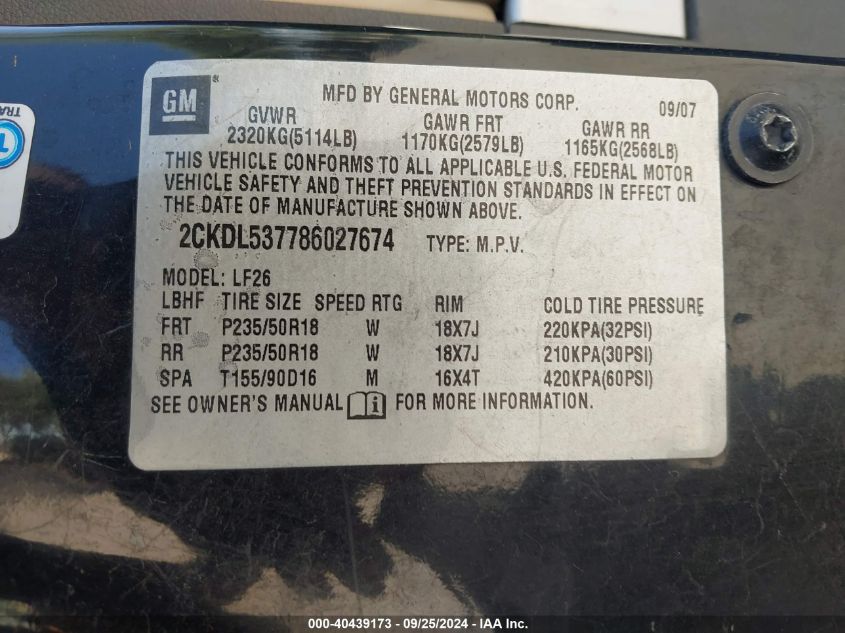 GM
®
MFD BY GENERAL MOTORS CORP. 09/07
GVWR GAWR FRT GAWR RR
2320KG(5114LB) 1170KG(2579LB) 1165KG(2568LB)
THIS VEHICLE CONFORMS TO ALL APPLICABLE U.S. FEDERAL MOTOR
VEHICLE SAFETY AND THEFT PREVENTION STANDARDS IN EFFECT ON
THE DATE OF MANUFACTURE SHOWN ABOVE.
2CKDL537786027674 TYPE: M.P.V.
MODEL: LF26
LBHF TIRE SIZE SPEED RTG RIM COLD TIRE PRESSURE
FRT P235/50R18 W 18X7J 220KPA(32PSI)
RR P235/50R18 W 18X7J 210KPA(30PSI)
SPA T155/90D16 M 16X4T 420KPA(60PSI)
SEE OWNER'S MANUAL i FOR MORE INFORMATION.
000-40439173 - 09/25/2024 - IAAI Inc.